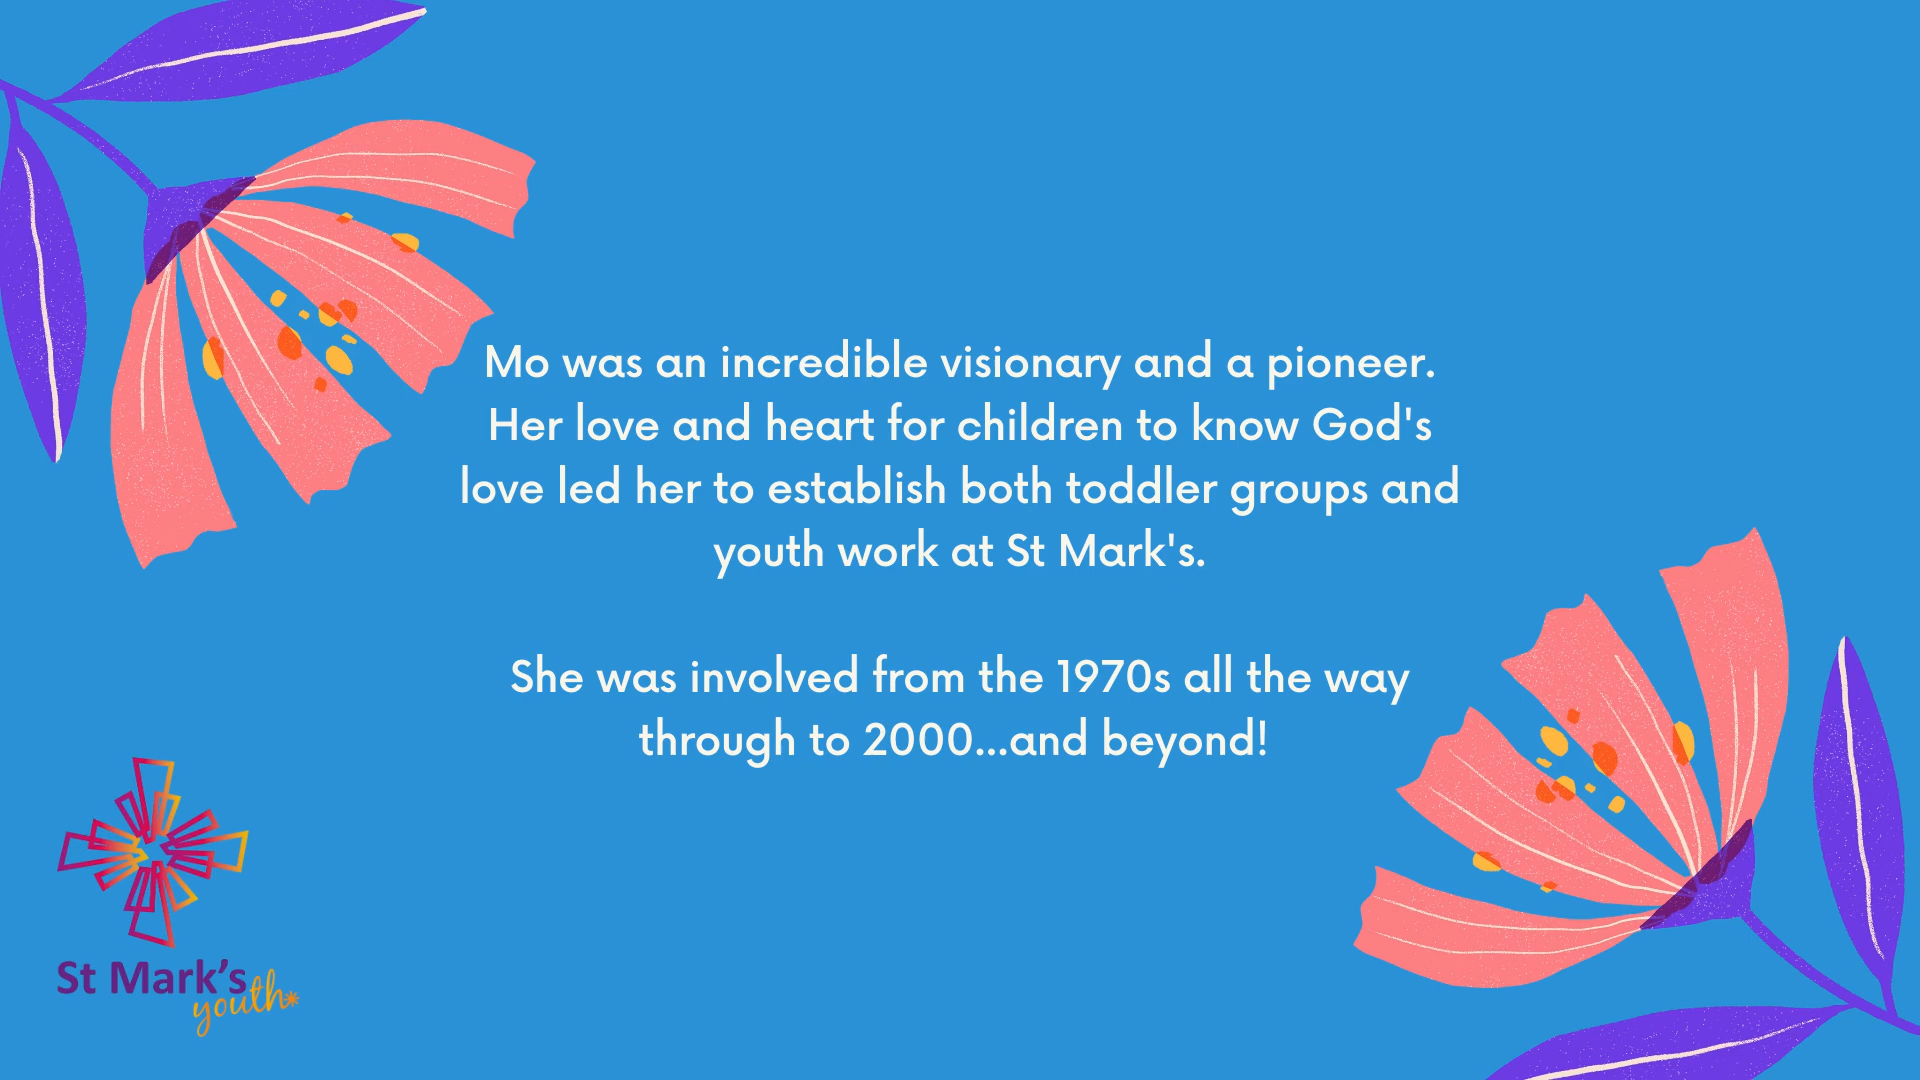 Mo was an incredible visionary and a pioneer.
Her love and heart for children to know God's
love led her to establish both toddler groups and
youth work at St Mark's.
She was involved from the 1970s all the way
through to 2000...and beyond!
St Mark's
youth